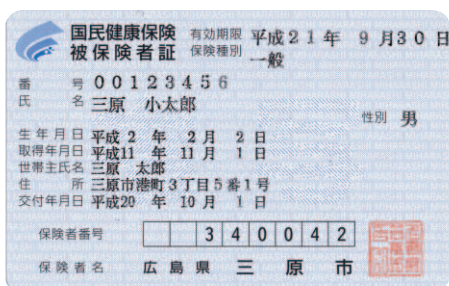 国民健康保険 有効期限 平成21年 9月30日
被保険者証 保険種別 一般
番号 00123456
氏名 三原 小太郎
性別 男
生年月日 平成 2 年 2月 2日
取得年月日 平成11 年 11月 1日
世帯主氏名 三原 太郎
住所 三原市港町3丁目5番1号
交付年月日 平成20 年 10月 1日
保険者番号 340042
保険者名 広島県 三原市